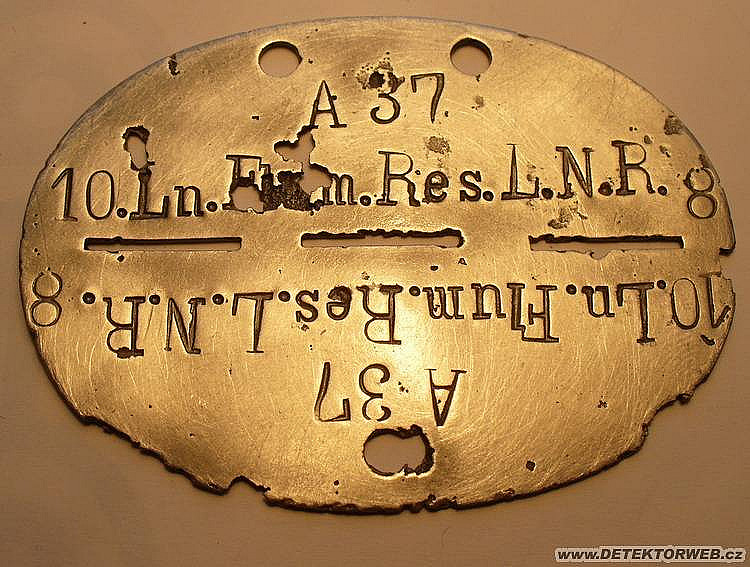 A 37
10.Ln.Flum.Res.L.N.R. 8
10.Ln.Flum.Res.L.N.R. 8
A 37
www.DETEKTORWEB.cz